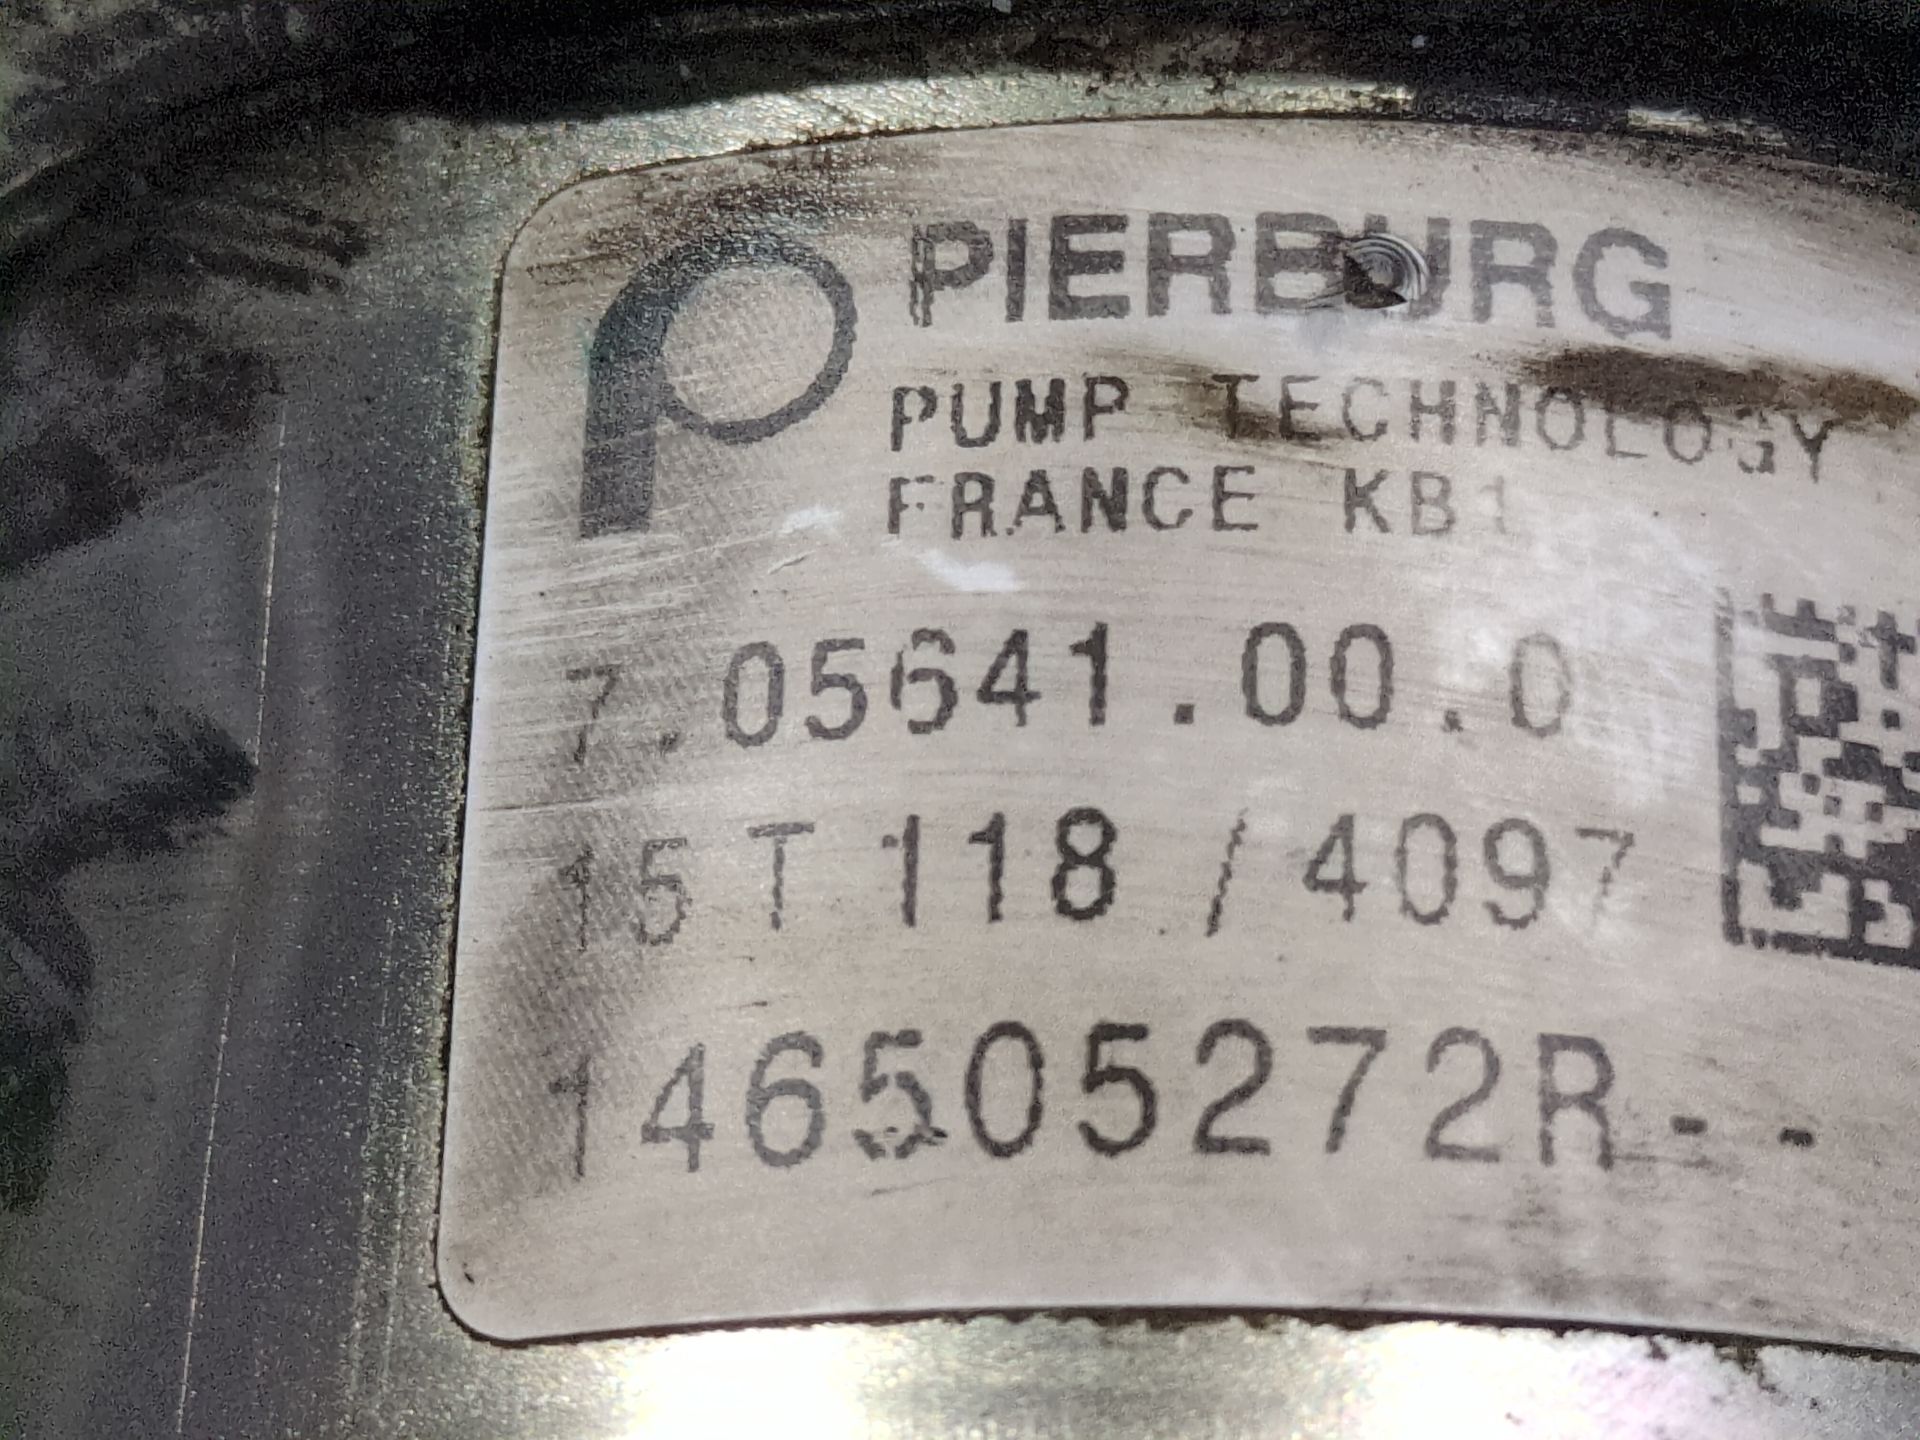 PIERBURG
PUMP TECHNOLOGY
FRANCE KB1
7.05641.00.0
15T118/4097
146505272R--